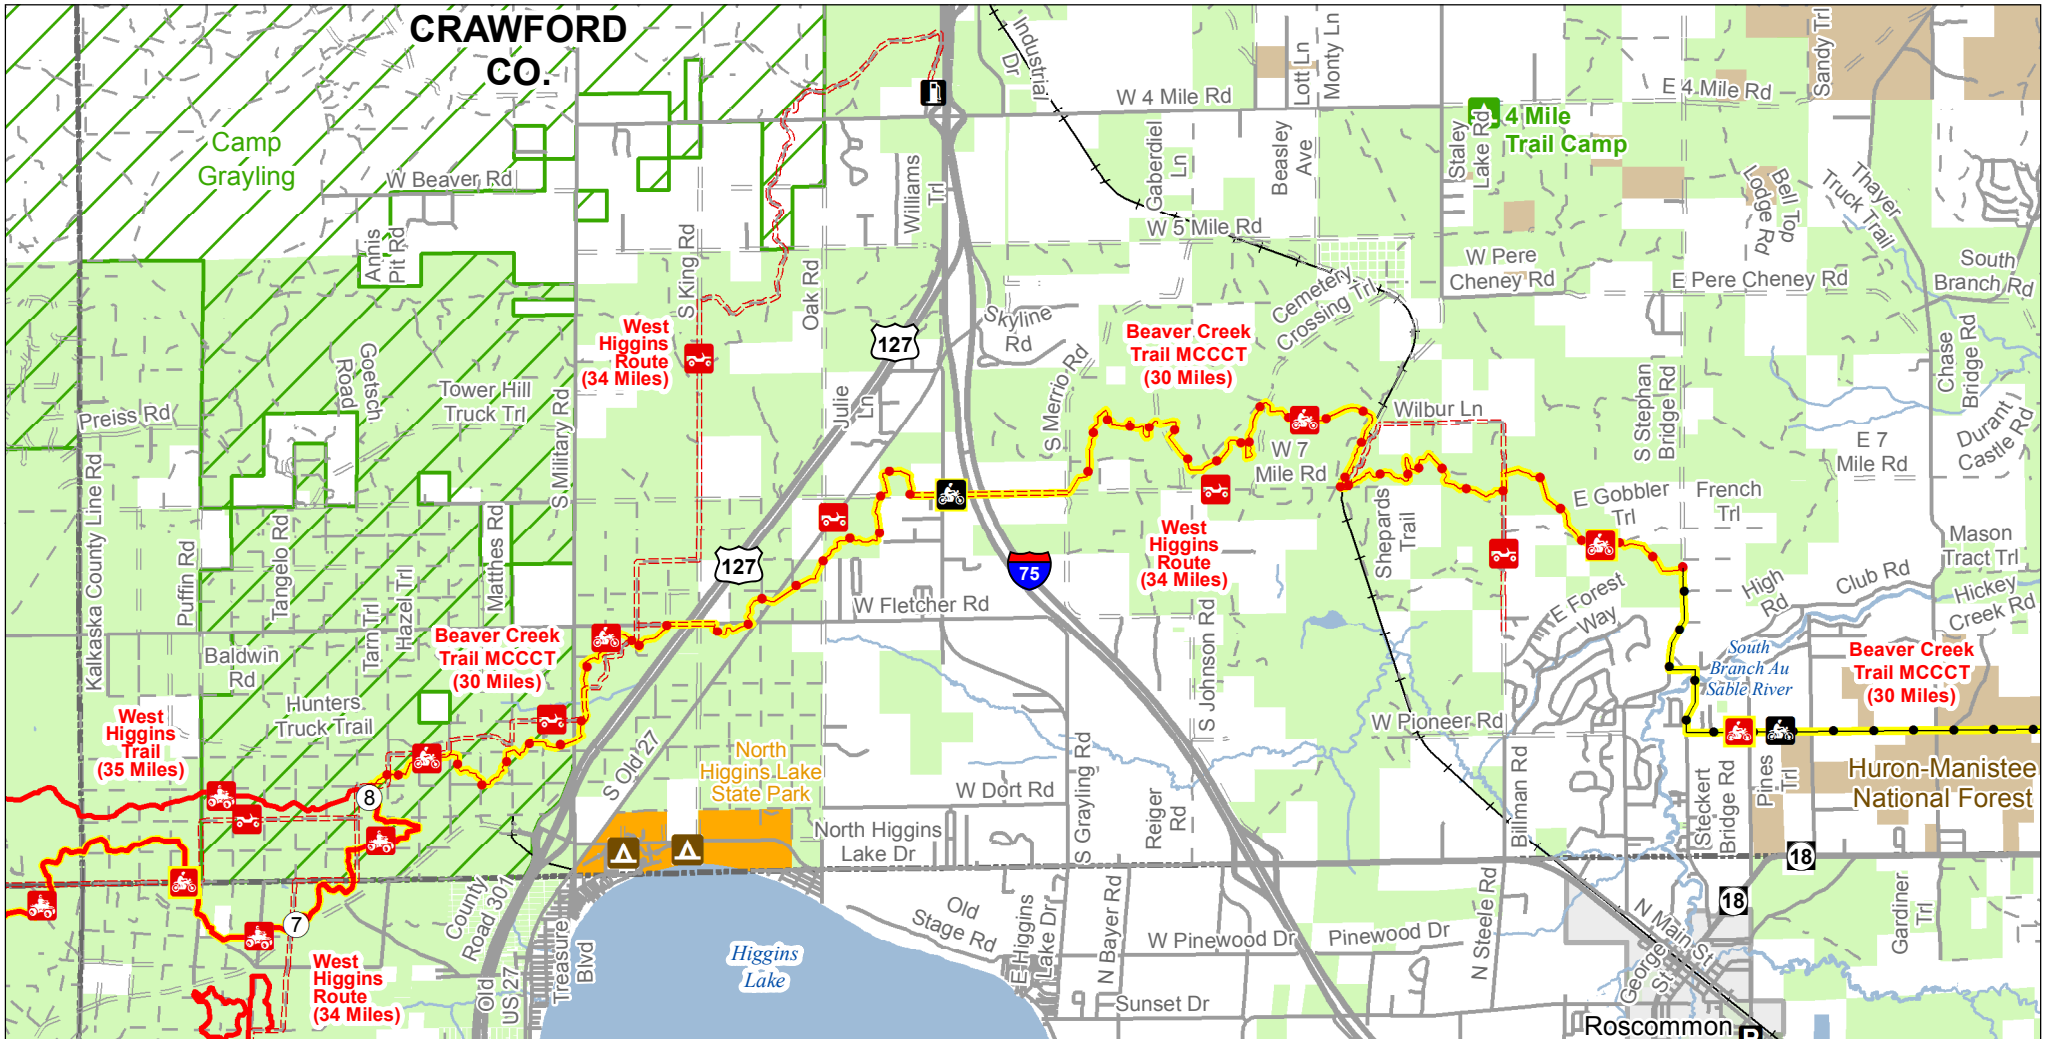 CRAWFORD
CO.
Camp
Grayling
W Beaver Rd
Annis
Pit Rd
S King Rd
Oak Rd
Williams
Trl
Industrial
Dr
W 4 Mile Rd
Lott Ln
Monty Ln
E 4 Mile Rd
Sandy Trl
4 Mile
Trail Camp
Staley
Lake Rd
Gaberdiel
Ln
Beasley
Ave
W 5 Mile Rd
Bell Top
Lodge Rd
Thayer
Truck Trail
W Pere
Cheney Rd
E Pere Cheney Rd
South
Branch Rd
Cemetery
Crossing Trl
Skyline
Rd
127
West
Higgins
Route
(34 Miles)
Beaver Creek
Trail MCCCT
(30 Miles)
Goetsch
Road
Tower Hill
Truck Trl
Preiss Rd
S Military Rd
Julie
Ln
S Merrio Rd
W 7
Mile Rd
Wilbur Ln
S Stephan
Bridge Rd
Chase
Bridge Rd
Durant
Castle Rd
E 7
Mile Rd
E Gobbler
Trl
French
Trl
Kalkaska County Line Rd
Puffin Rd
Tangelo Rd
Tarn Trl
Hazel Trl
Matthes Rd
127
75
West
Higgins
Route
(34 Miles)
Shepards
Trail
Mason
Tract Trl
Hickey
Creek Rd
Club Rd
High
Rd
E Forest
Way
W Fletcher Rd
S Johnson Rd
Baldwin
Rd
Beaver Creek
Trail MCCCT
(30 Miles)
Hunters
Truck Trail
South
Branch Au
Sable River
Beaver Creek
Trail MCCCT
(30 Miles)
West
Higgins
Trail
(35 Miles)
8
S Old 27
North
Higgins Lake
State Park
W Pioneer Rd
W Dort Rd
S Grayling Rd
Reiger
Rd
Billman Rd
Steckert
Bridge Rd
Pines
Trl
Huron-Manistee
National Forest
North Higgins
Lake Dr
18
18
7
County
Road 301
Old
US 27
Treasure
Blvd
Higgins
Lake
Old
Stage Rd
E Higgins
Lake Dr
N Bayer Rd
W Pinewood Dr
Pinewood Dr
N Steele Rd
N Main St
George
St
Gardiner
Trl
West
Higgins
Route
(34 Miles)
Sunset Dr
Roscommon